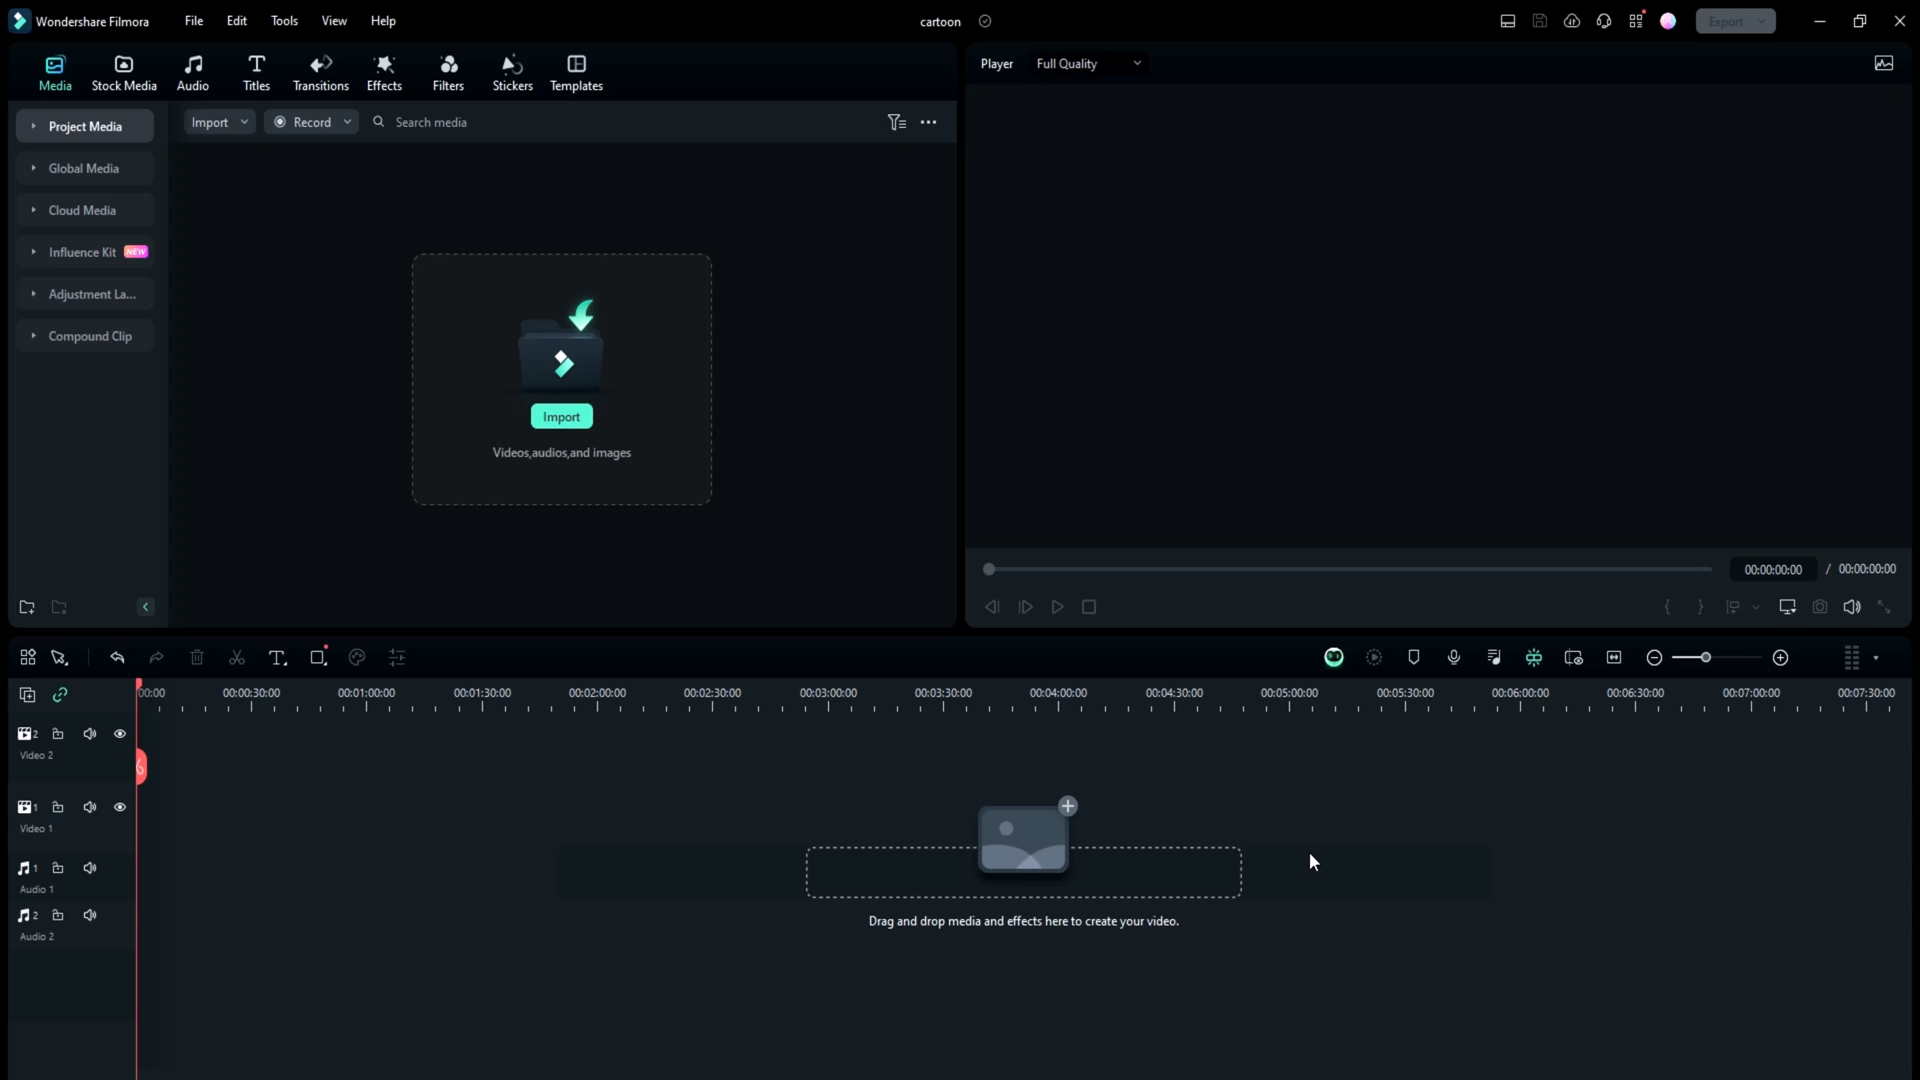 Wondershare Filmora File Edit Tools View Help cartoon Export
Media Stock Media Audio Titles Transitions Effects Filters Stickers Templates
Player Full Quality
Project Media
Import Record Search media
Global Media
Cloud Media
Influence Kit NEW
Adjustment La...
Compound Clip
Import
Videos,audios,and images
00:00:00:00 / 00:00:00:00
00:00 00:00:30:00 00:01:00:00 00:01:30:00 00:02:00:00 00:02:30:00 00:03:00:00 00:03:30:00 00:04:00:00 00:04:30:00 00:05:00:00 00:05:30:00 00:06:00:00 00:06:30:00 00:07:00:00 00:07:30:00
2
Video 2
1
Video 1
1
Audio 1
2
Audio 2
Drag and drop media and effects here to create your video.